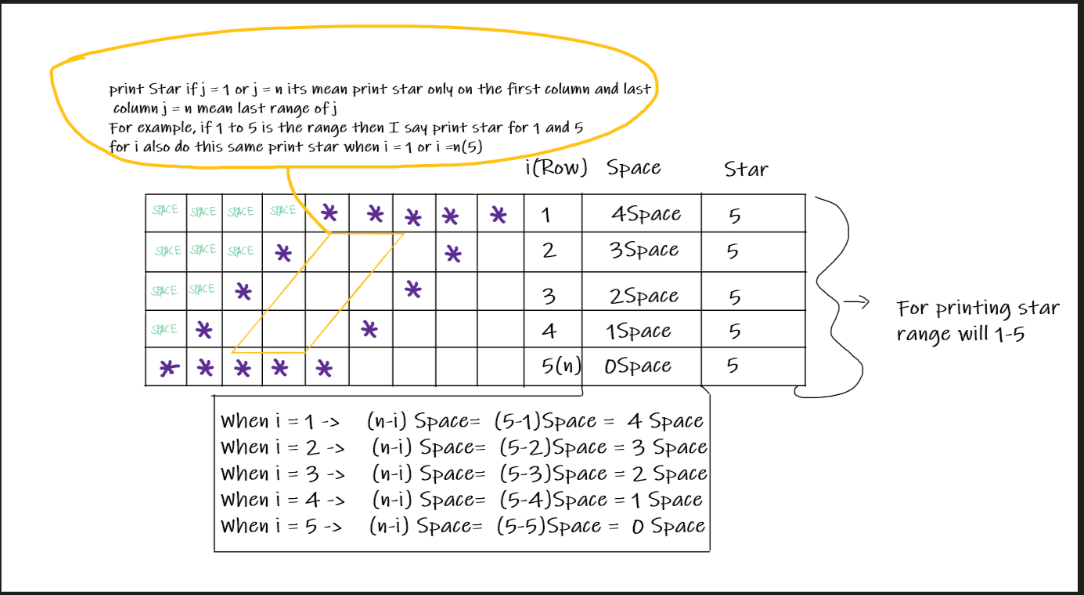 print Star if j = 1 or j = n its mean print star only on the first column and last
column j = n mean last range of j
For example, if 1 to 5 is the range then I say print star for 1 and 5
for i also do this same print star when i = 1 or i =n(5)
i(Row) Space Star
SPACE SPACE SPACE SPACE * * * * * 1 4Space 5
SPACE SPACE SPACE * * 2 3Space 5
SPACE SPACE * * 3 2Space 5
SPACE * * 4 1Space 5
* * * * * 5(n) 0Space 5
For printing star
range will 1-5
When i = 1 -> (n-i) Space= (5-1)Space = 4 Space
When i = 2 -> (n-i) Space= (5-2)Space = 3 Space
When i = 3 -> (n-i) Space= (5-3)Space = 2 Space
When i = 4 -> (n-i) Space= (5-4)Space = 1 Space
When i = 5 -> (n-i) Space= (5-5)Space = 0 Space